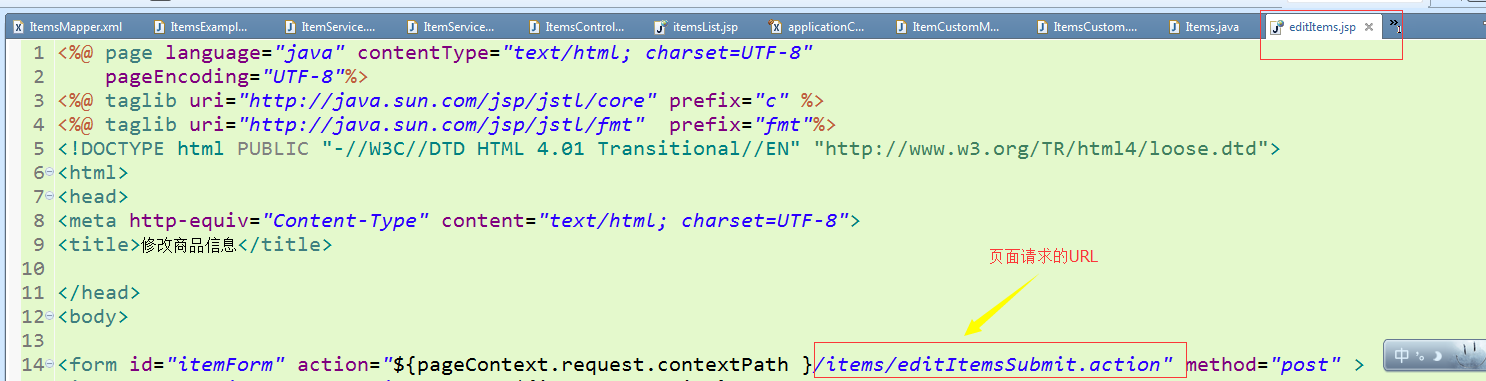 ItemsMapper.xml ItemsExampl... ItemService.... ItemService... ItemsControl... itemsList.jsp applicationC... ItemCustomM... ItemsCustom.... Items.java editItems.jsp
1 <%@ page language="java" contentType="text/html; charset=UTF-8"
2     pageEncoding="UTF-8"%>
3 <%@ taglib uri="http://java.sun.com/jsp/jstl/core" prefix="c" %>
4 <%@ taglib uri="http://java.sun.com/jsp/jstl/fmt"  prefix="fmt"%>
5 <!DOCTYPE html PUBLIC "-//W3C//DTD HTML 4.01 Transitional//EN" "http://www.w3.org/TR/html4/loose.dtd">
6 <html>
7 <head>
8 <meta http-equiv="Content-Type" content="text/html; charset=UTF-8">
9 <title>修改商品信息</title>
页面请求的URL
10
11 </head>
12 <body>
13
14 <form id="itemForm" action="${pageContext.request.contextPath }/items/editItemsSubmit.action" method="post" >
中